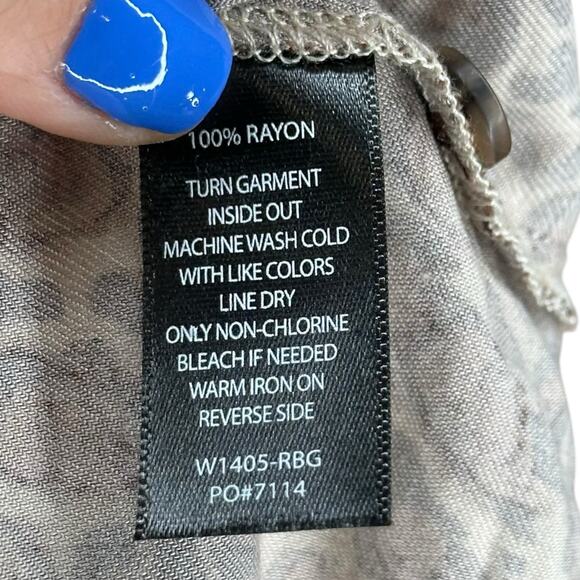 100% RAYON
TURN GARMENT
INSIDE OUT
MACHINE WASH COLD
WITH LIKE COLORS
LINE DRY
ONLY NON-CHLORINE
BLEACH IF NEEDED
WARM IRON ON
REVERSE SIDE
W1405-RBG
PO#7114